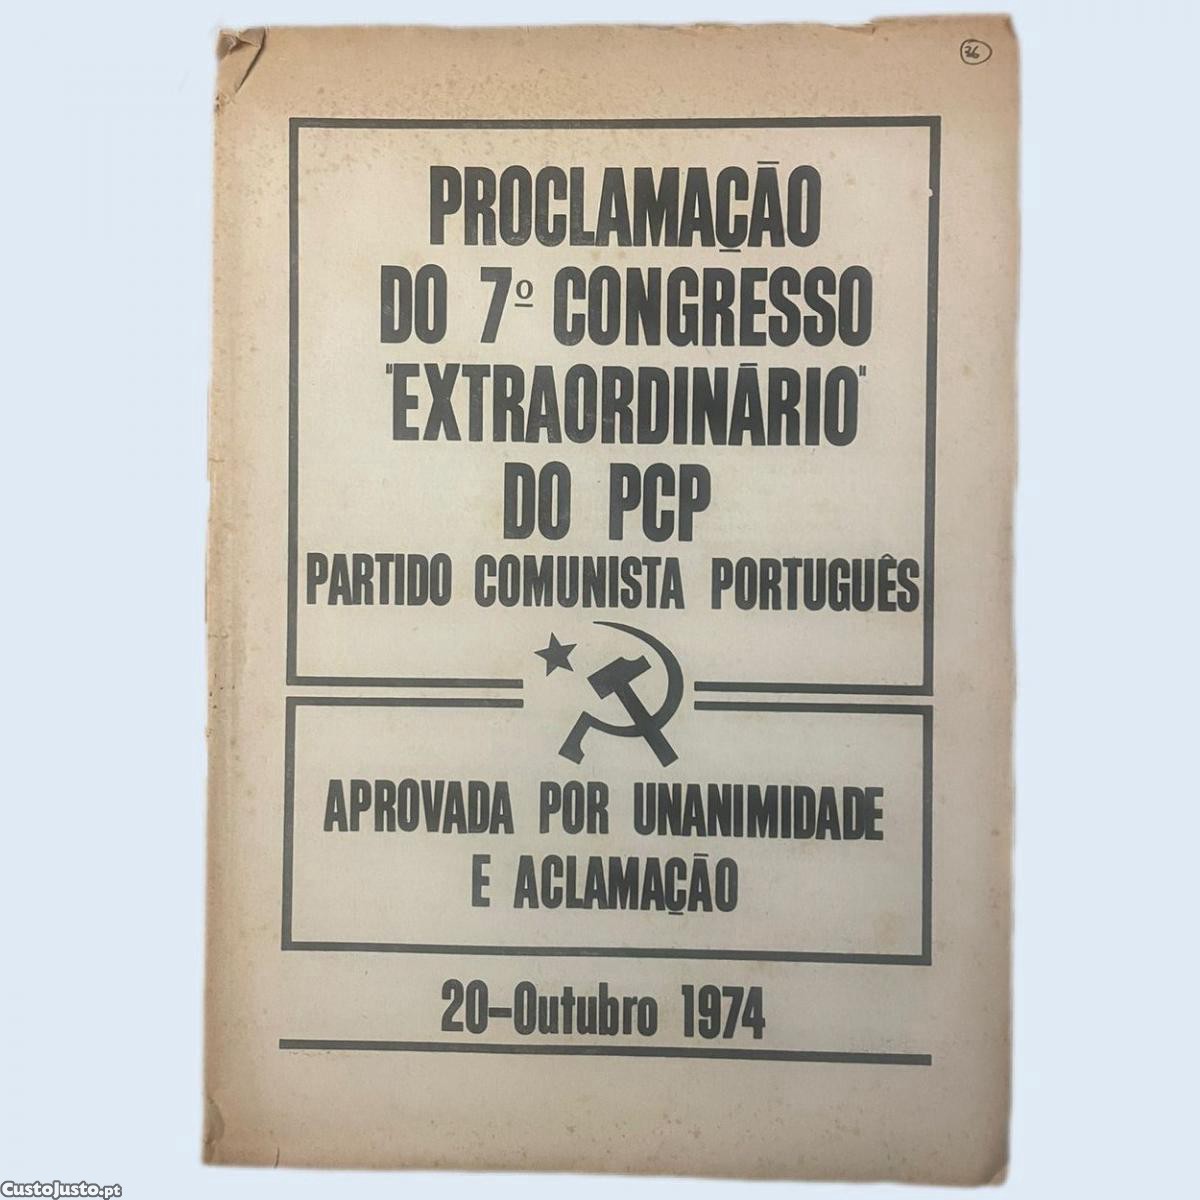 36
PROCLAMAÇÃO
DO 7º CONGRESSO
"EXTRAORDINÁRIO"
DO PCP
PARTIDO COMUNISTA PORTUGUÊS
APROVADA POR UNANIMIDADE
E ACLAMAÇÃO
20-Outubro 1974
CustoJusto.pt